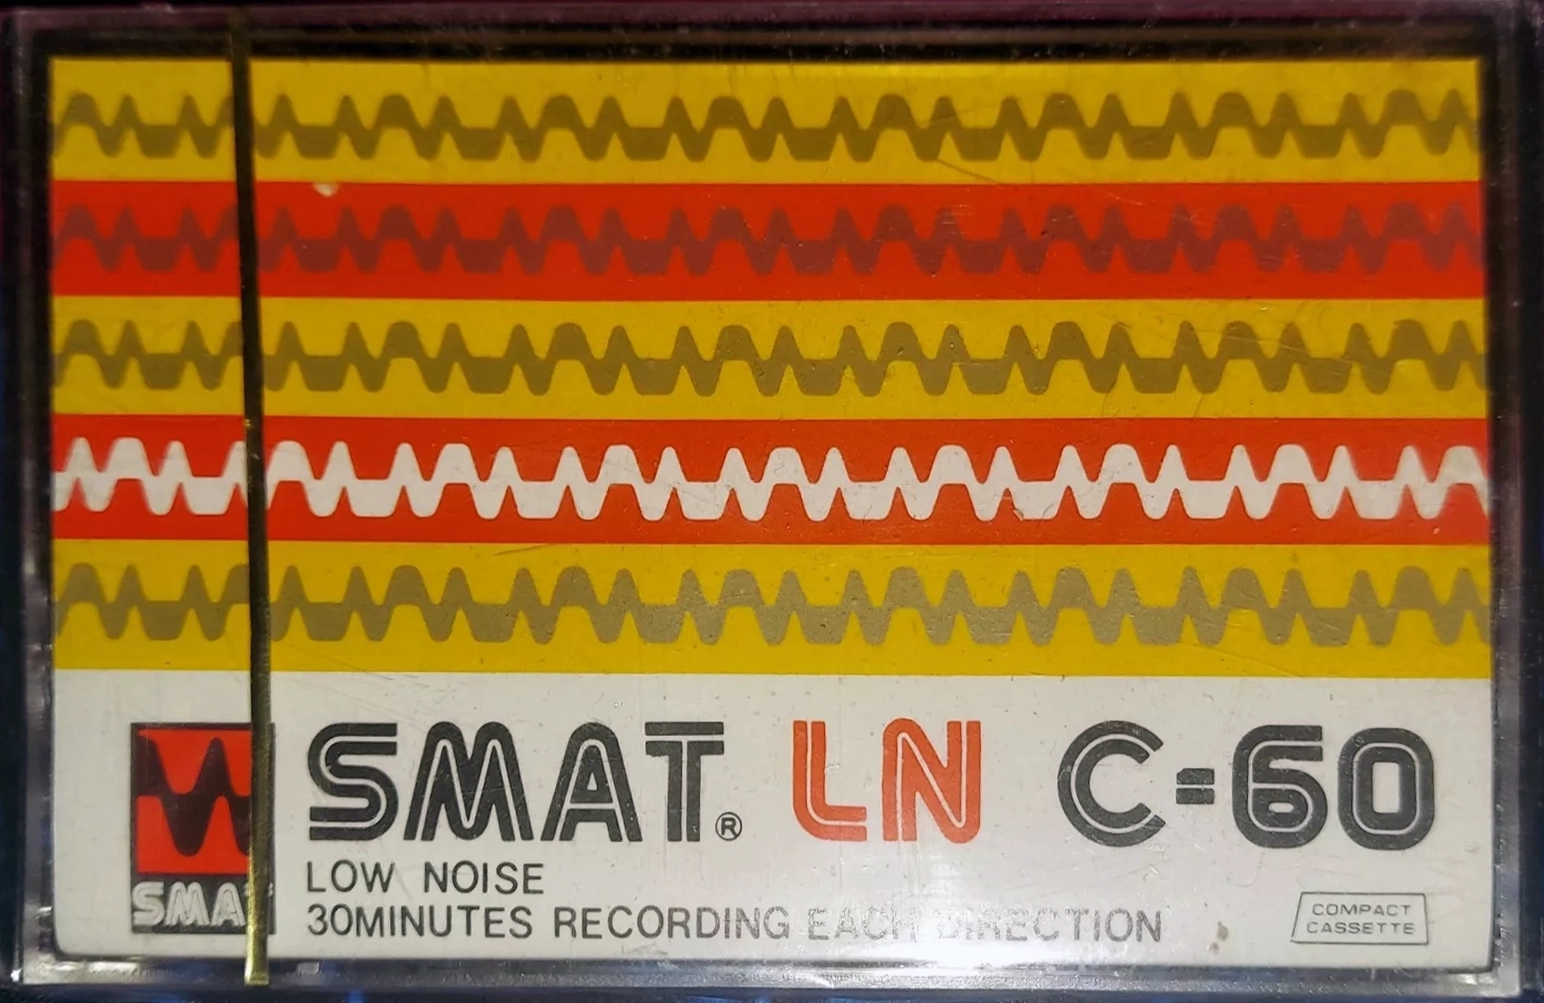 SMAT® LN C-60
LOW NOISE
30MINUTES RECORDING EACH DIRECTION
SMAT
COMPACT
CASSETTE